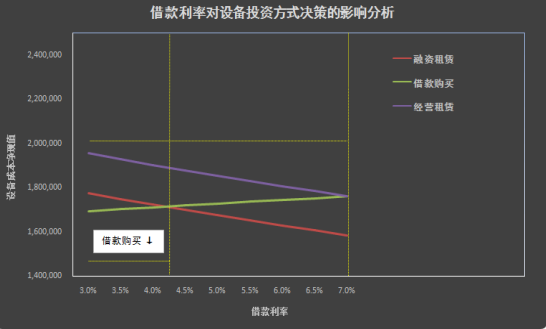 借款利率对设备投资方式决策的影响分析
2,400,000
2,200,000
2,000,000
1,800,000
1,600,000
1,400,000
设备成本净现值
融资租赁
借款购买
经营租赁
借款购买 ↓
3.0% 3.5% 4.0% 4.5% 5.0% 5.5% 6.0% 6.5% 7.0%
借款利率